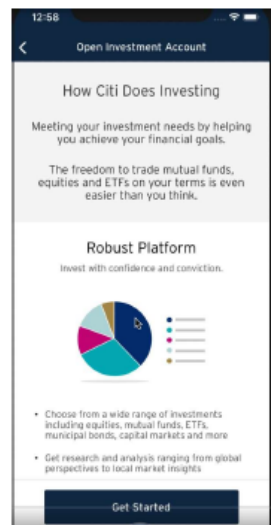 12:58
Open Investment Account
How Citi Does Investing
Meeting your investment needs by helping
you achieve your financial goals.
The freedom to trade mutual funds,
equities and ETFs on your terms is even
easier than you think.
Robust Platform
Invest with confidence and conviction.
• Choose from a wide range of investments
including equities, mutual funds, ETFs,
municipal bonds, capital markets and more
• Get research and analysis ranging from global
perspectives to local market insights
Get Started